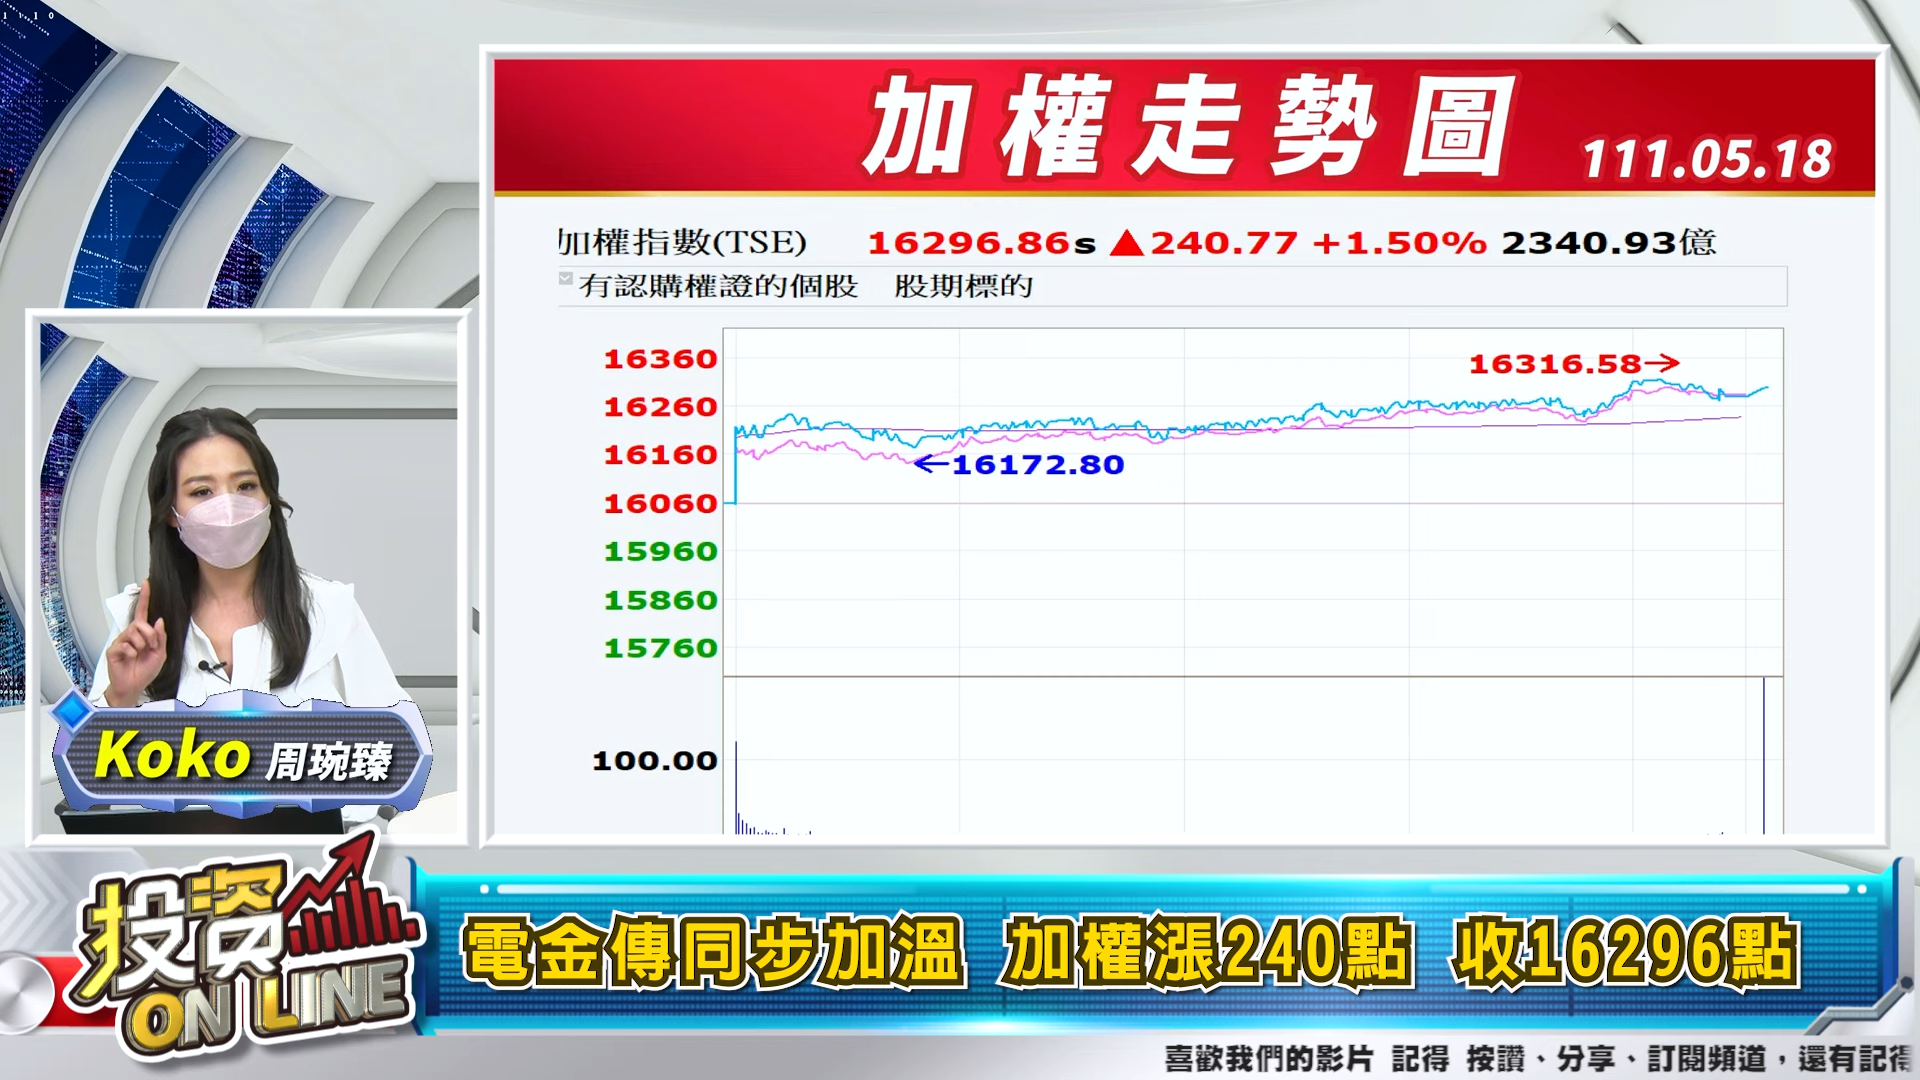 1 1 1 0
加權走勢圖 111.05.18
加權指數(TSE) 16296.86s ▲240.77 +1.50% 2340.93億
有認購權證的個股 股期標的
16360
16316.58→
16260
16160
←16172.80
16060
15960
15860
15760
100.00
Koko 周琬臻
投資
ON LINE
電金傳同步加溫 加權漲240點 收16296點
喜歡我們的影片 記得 按讚、分享、訂閱頻道，還有記得